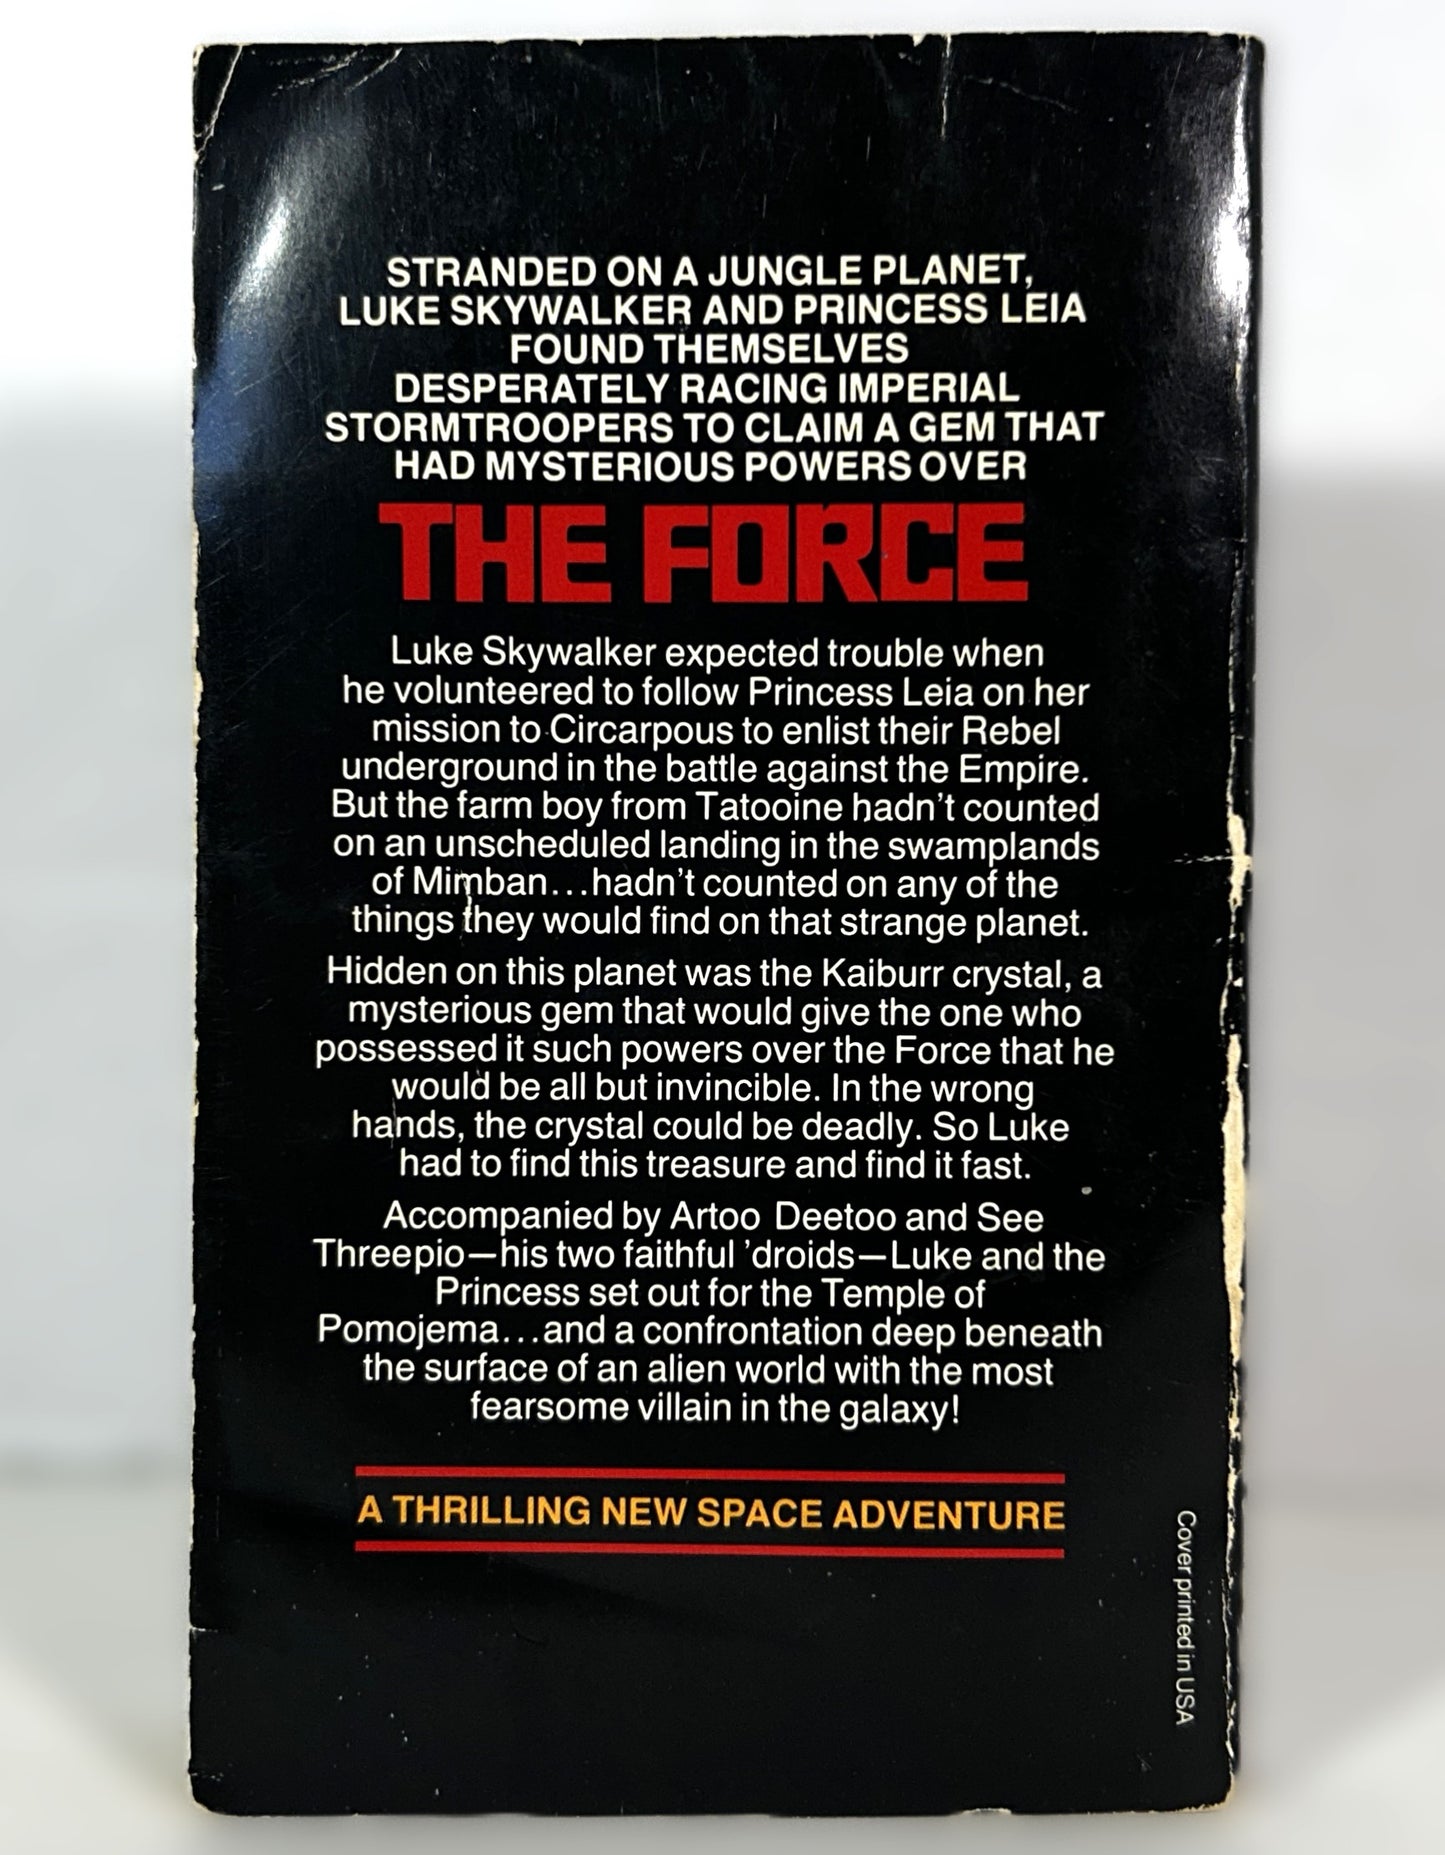 STRANDED ON A JUNGLE PLANET,
LUKE SKYWALKER AND PRINCESS LEIA
FOUND THEMSELVES
DESPERATELY RACING IMPERIAL
STORMTROOPERS TO CLAIM A GEM THAT
HAD MYSTERIOUS POWERS OVER
THE FORCE
Luke Skywalker expected trouble when
he volunteered to follow Princess Leia on her
mission to Circarpous to enlist their Rebel
underground in the battle against the Empire.
But the farm boy from Tatooine hadn't counted
on an unscheduled landing in the swamplands
of Mimban...hadn't counted on any of the
things they would find on that strange planet.
Hidden on this planet was the Kaiburr crystal, a
mysterious gem that would give the one who
possessed it such powers over the Force that he
would be all but invincible. In the wrong
hands, the crystal could be deadly. So Luke
had to find this treasure and find it fast.
Accompanied by Artoo Deetoo and See
Threepio—his two faithful 'droids—Luke and the
Princess set out for the Temple of
Pomojema...and a confrontation deep beneath
the surface of an alien world with the most
fearsome villain in the galaxy!
A THRILLING NEW SPACE ADVENTURE
Cover printed in USA